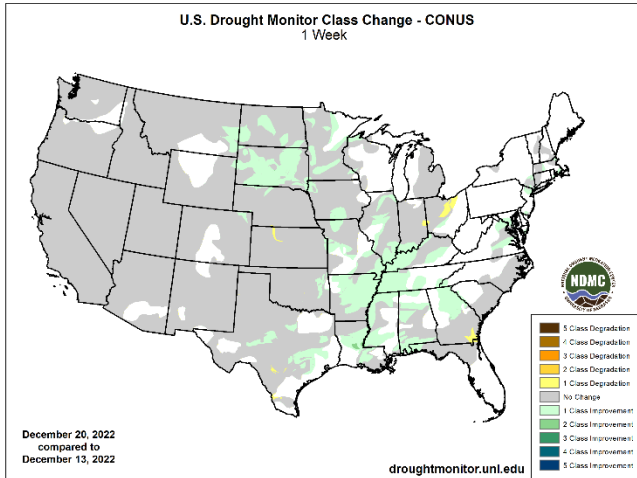 U.S. Drought Monitor Class Change - CONUS
1 Week
NDMC
5 Class Degradation
4 Class Degradation
3 Class Degradation
2 Class Degradation
1 Class Degradation
No Change
1 Class Improvement
2 Class Improvement
3 Class Improvement
4 Class Improvement
5 Class Improvement
December 20, 2022
compared to
December 13, 2022
droughtmonitor.unl.edu